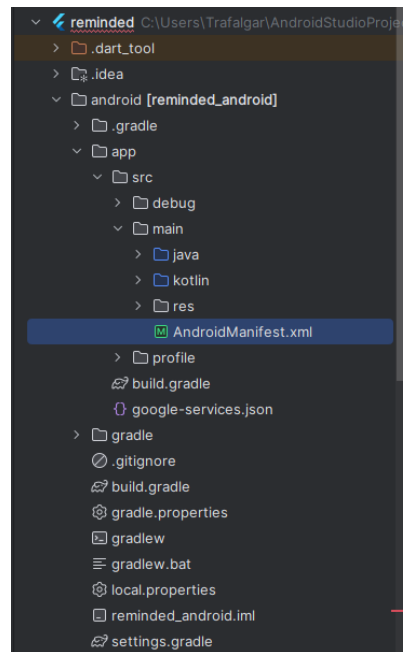 reminded C:\Users\Trafalgar\AndroidStudioProje
.dart_tool
.idea
android [reminded_android]
.gradle
app
src
debug
main
java
kotlin
res
AndroidManifest.xml
profile
build.gradle
google-services.json
gradle
.gitignore
build.gradle
gradle.properties
gradlew
gradlew.bat
local.properties
reminded_android.iml
settings.gradle